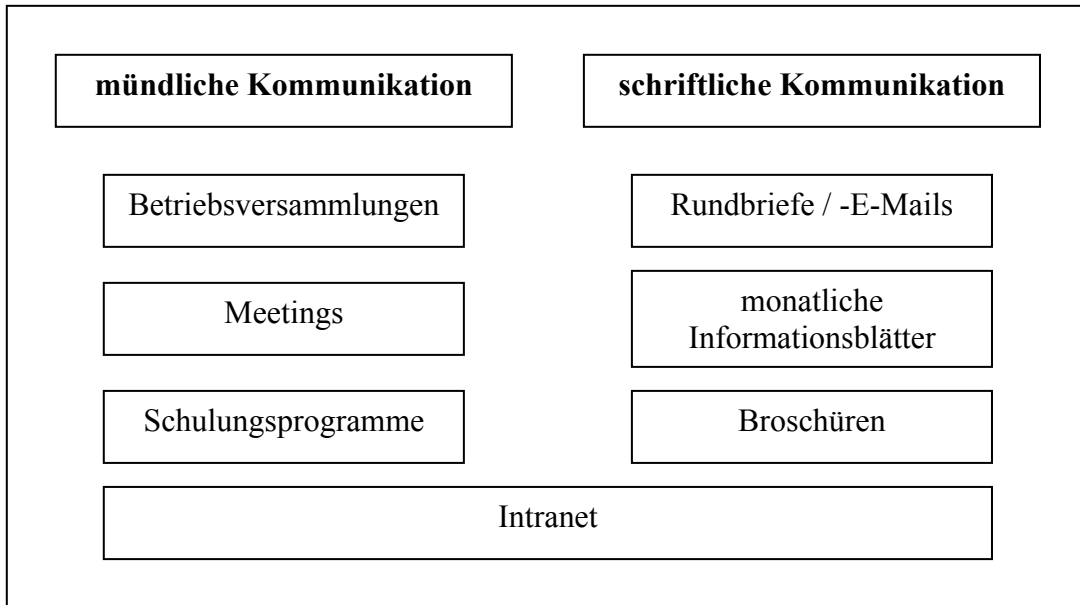 mündliche Kommunikation
schriftliche Kommunikation
Betriebsversammlungen
Rundbriefe / -E-Mails
Meetings
monatliche
Informationsblätter
Schulungsprogramme
Broschüren
Intranet